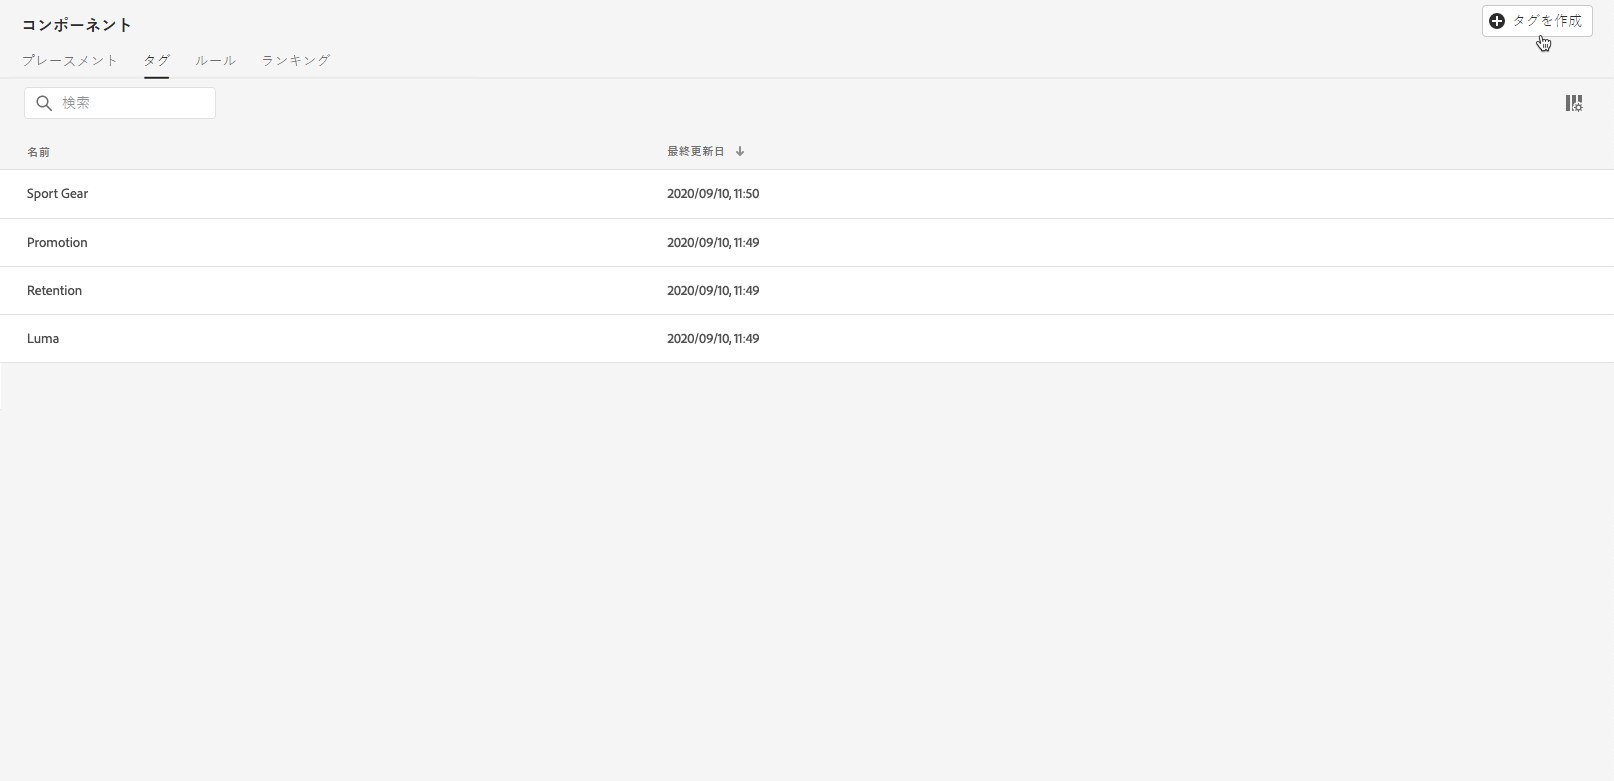 コンポーネント
タグを作成
プレースメント タグ ルール ランキング
検索
名前 最終更新日
Sport Gear 2020/09/10, 11:50
Promotion 2020/09/10, 11:49
Retention 2020/09/10, 11:49
Luma 2020/09/10, 11:49